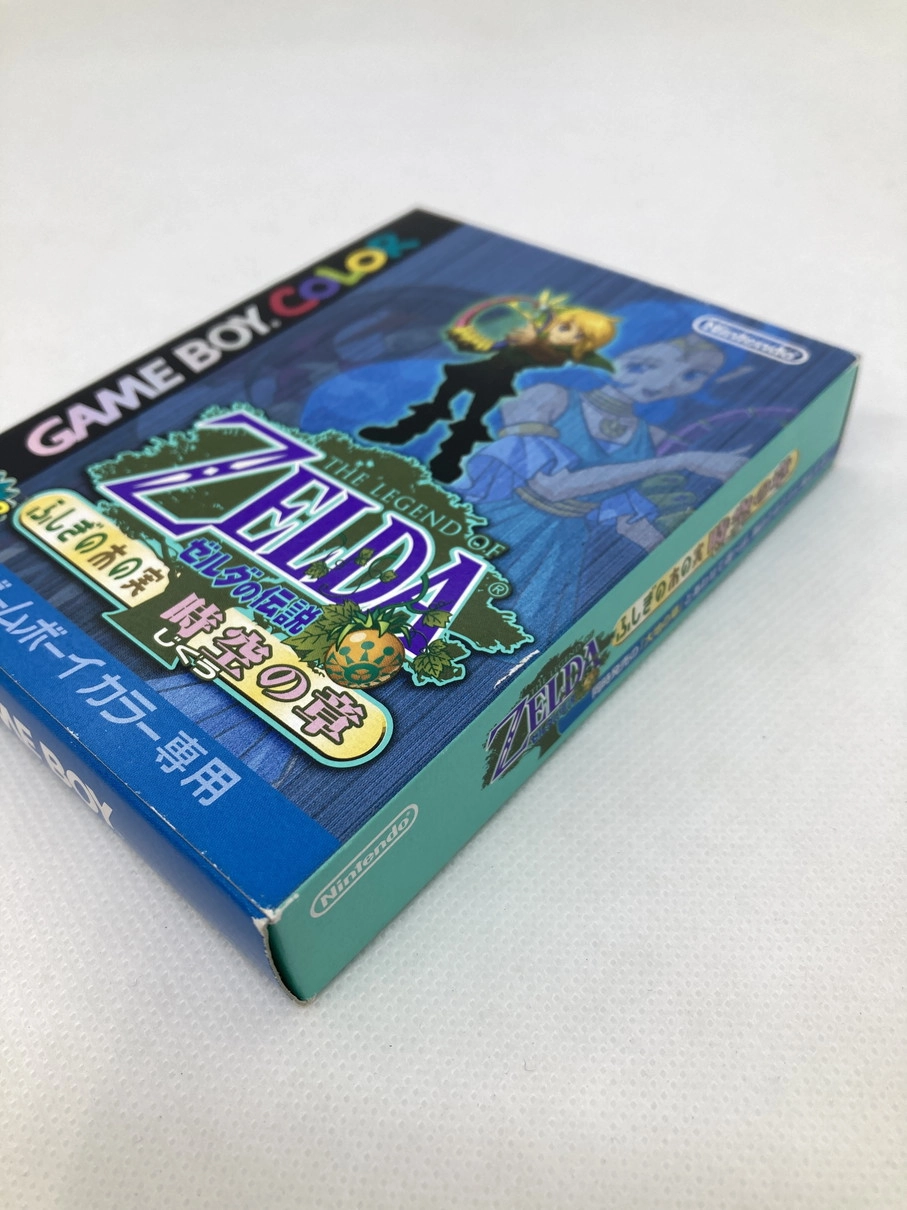 GAME BOY. COLOR
Nintendo
THE LEGEND OF
ZELDA®
ゼルダの伝説
ふしぎの木の実
時空の章
じくう
ゲームボーイカラー専用
GAME BOY
Nintendo
ZELDA
ふしぎの木の実 時空の章